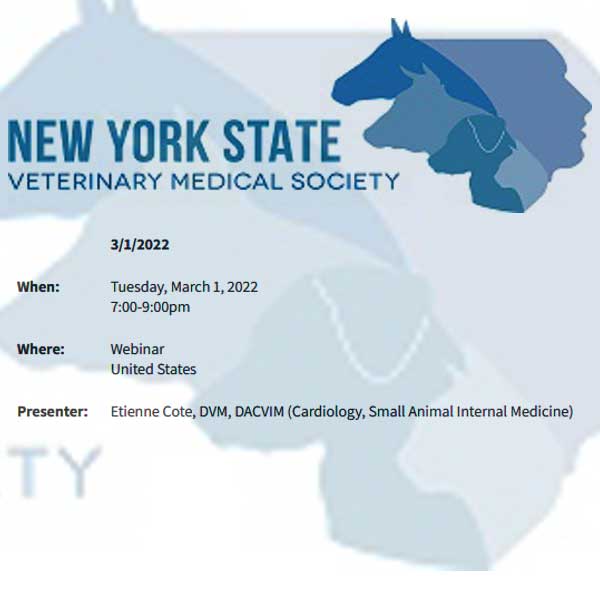 NEW YORK STATE
VETERINARY MEDICAL SOCIETY
3/1/2022
When: Tuesday, March 1, 2022
7:00-9:00pm
Where: Webinar
United States
Presenter: Etienne Cote, DVM, DACVIM (Cardiology, Small Animal Internal Medicine)
TY